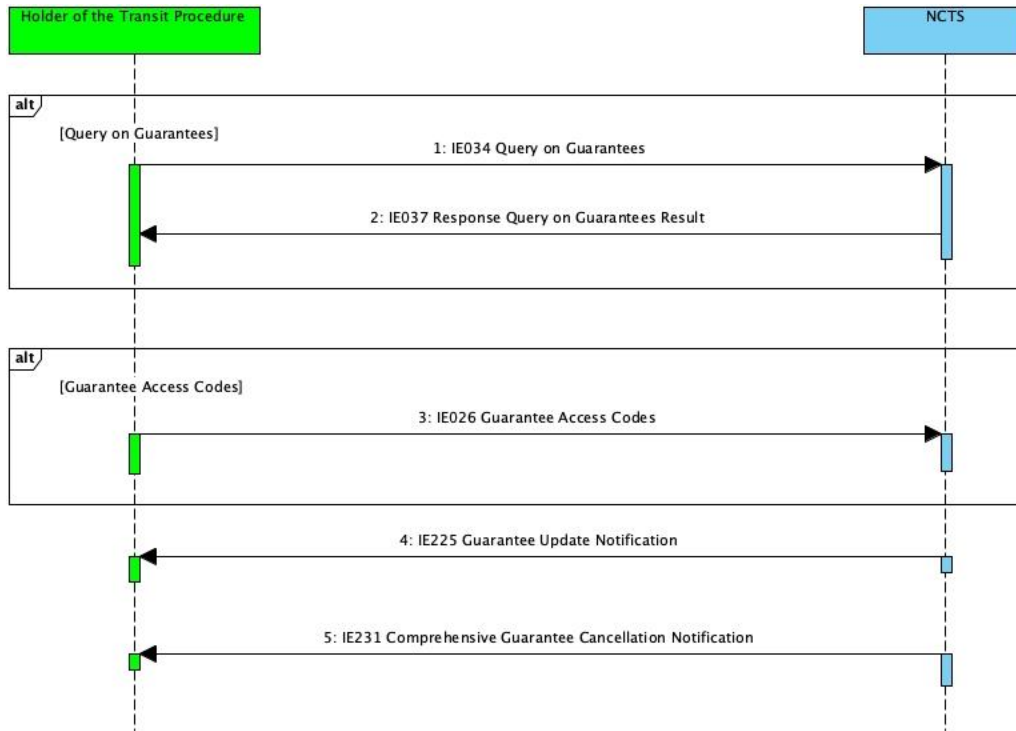 Holder of the Transit Procedure
NCTS
alt
[Query on Guarantees]
1: IE034 Query on Guarantees
2: IE037 Response Query on Guarantees Result
alt
[Guarantee Access Codes]
3: IE026 Guarantee Access Codes
4: IE225 Guarantee Update Notification
5: IE231 Comprehensive Guarantee Cancellation Notification